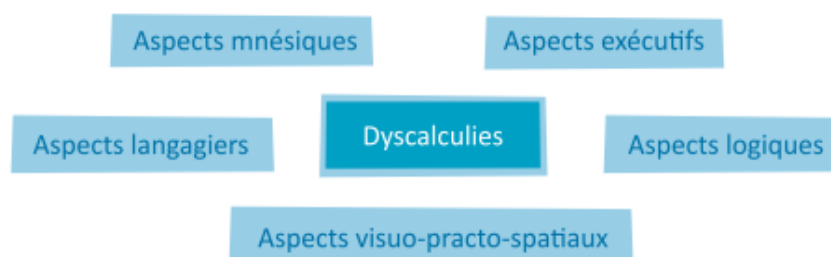 Aspects mnésiques
Aspects exécutifs
Aspects langagiers
Dyscalculies
Aspects logiques
Aspects visuo-practo-spatiaux